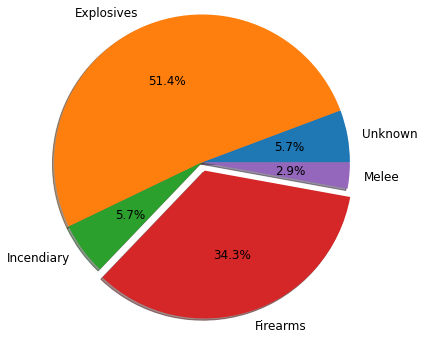 Explosives
51.4%
Unknown
5.7%
2.9%
Melee
5.7%
Incendiary
34.3%
Firearms